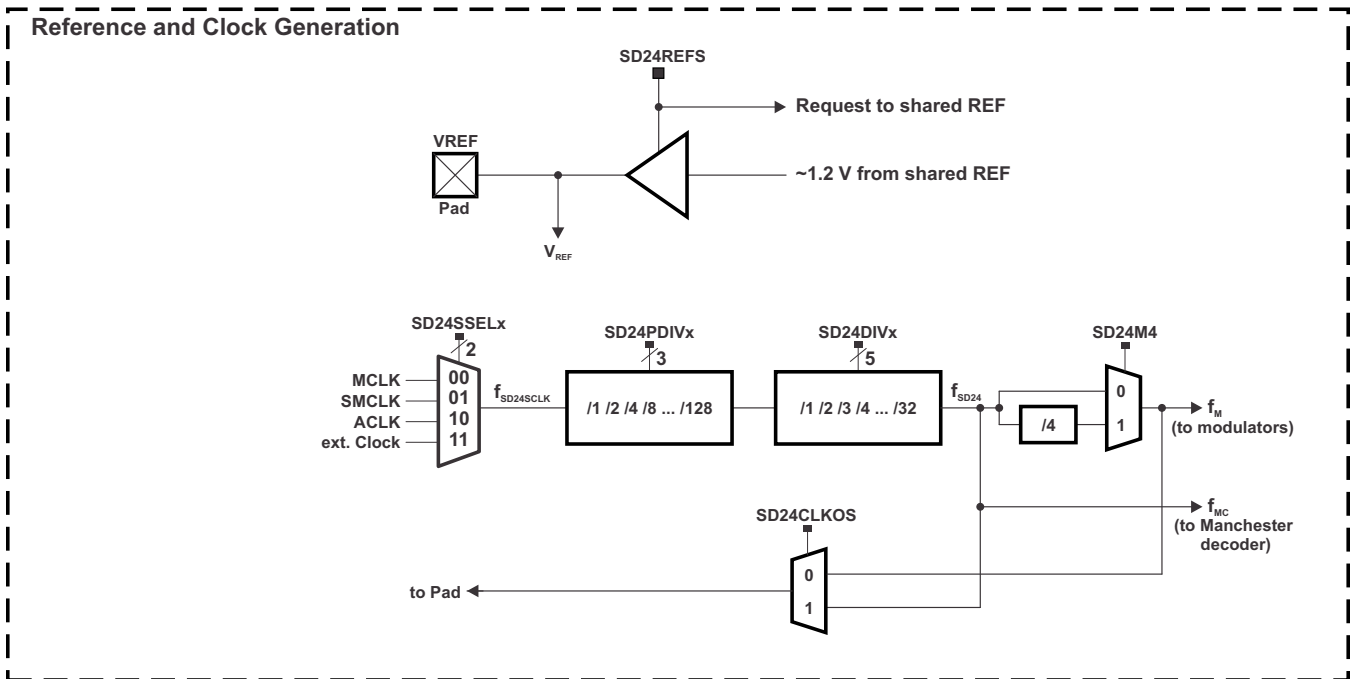 Reference and Clock Generation
SD24REFS
Request to shared REF
VREF
~1.2 V from shared REF
Pad
VREF
SD24SSELx
2
SD24PDIVx
3
SD24DIVx
5
SD24M4
MCLK
SMCLK
ACLK
ext. Clock
00
01
10
11
fSD24SCLK
/1 /2 /4 /8 ... /128
/1 /2 /3 /4 ... /32
fSD24
/4
0
1
fM
(to modulators)
fMC
(to Manchester
decoder)
SD24CLKOS
0
1
to Pad